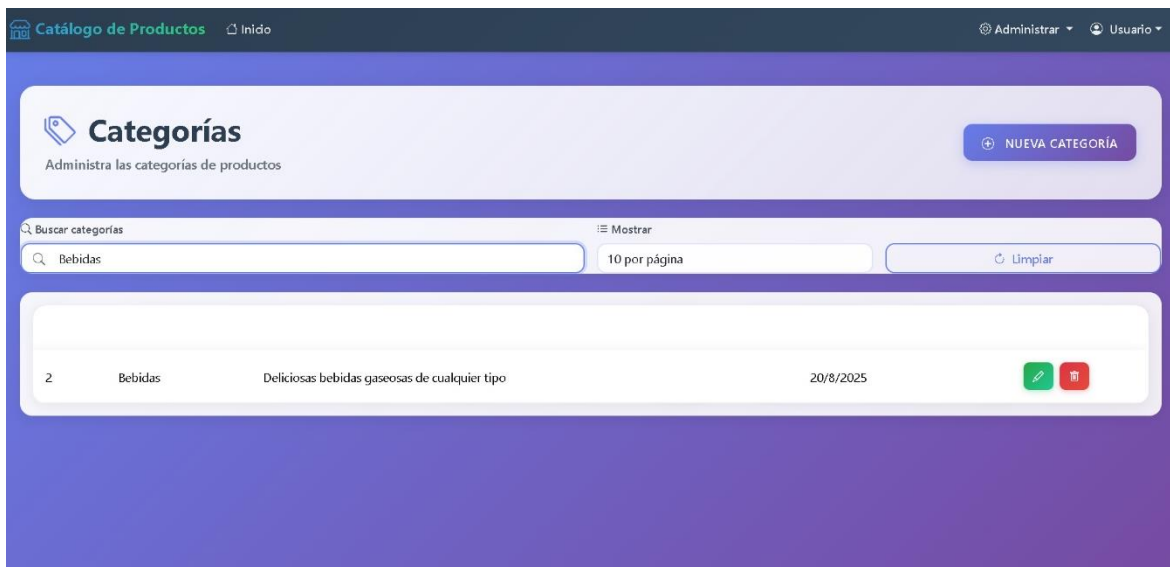 Catálogo de Productos Inicio Administrar Usuario
Categorías
Administra las categorías de productos
NUEVA CATEGORÍA
Buscar categorías Mostrar
Bebidas 10 por página Limpiar
2 Bebidas Deliciosas bebidas gaseosas de cualquier tipo 20/8/2025